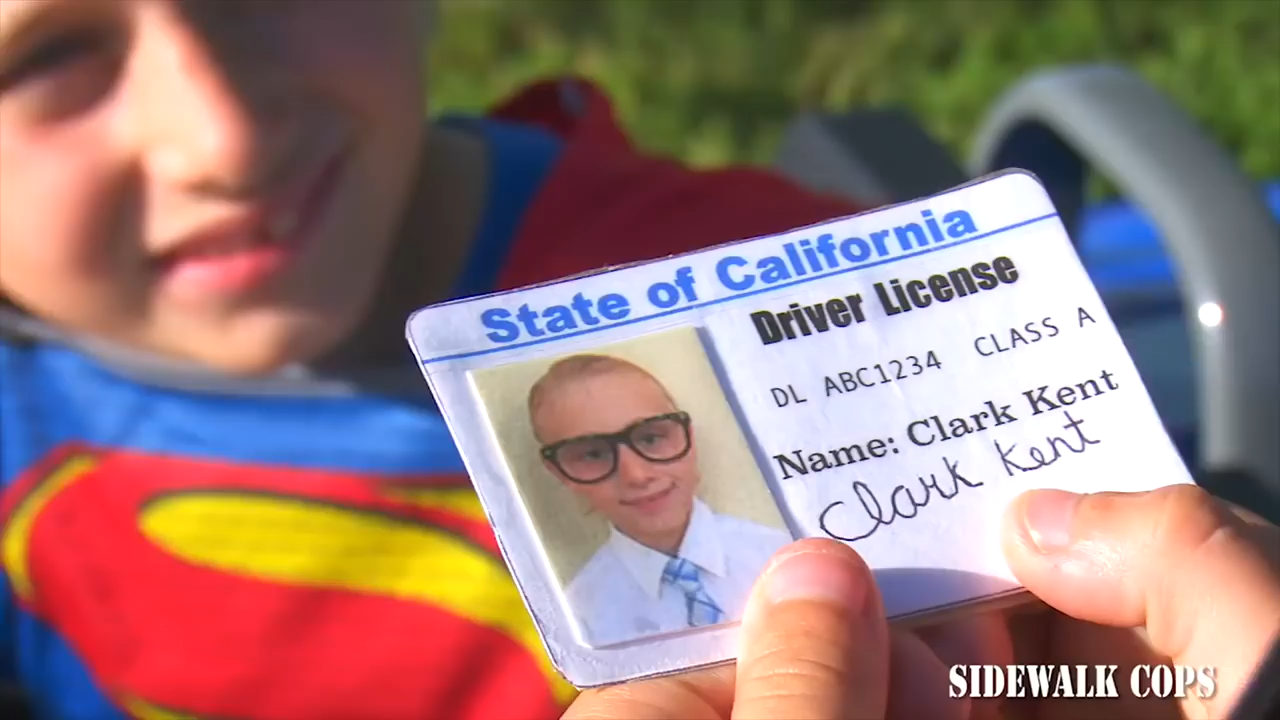 State of California
Driver License
DL ABC1234 CLASS A
Name: Clark Kent
Clark Kent
SIDEWALK COPS